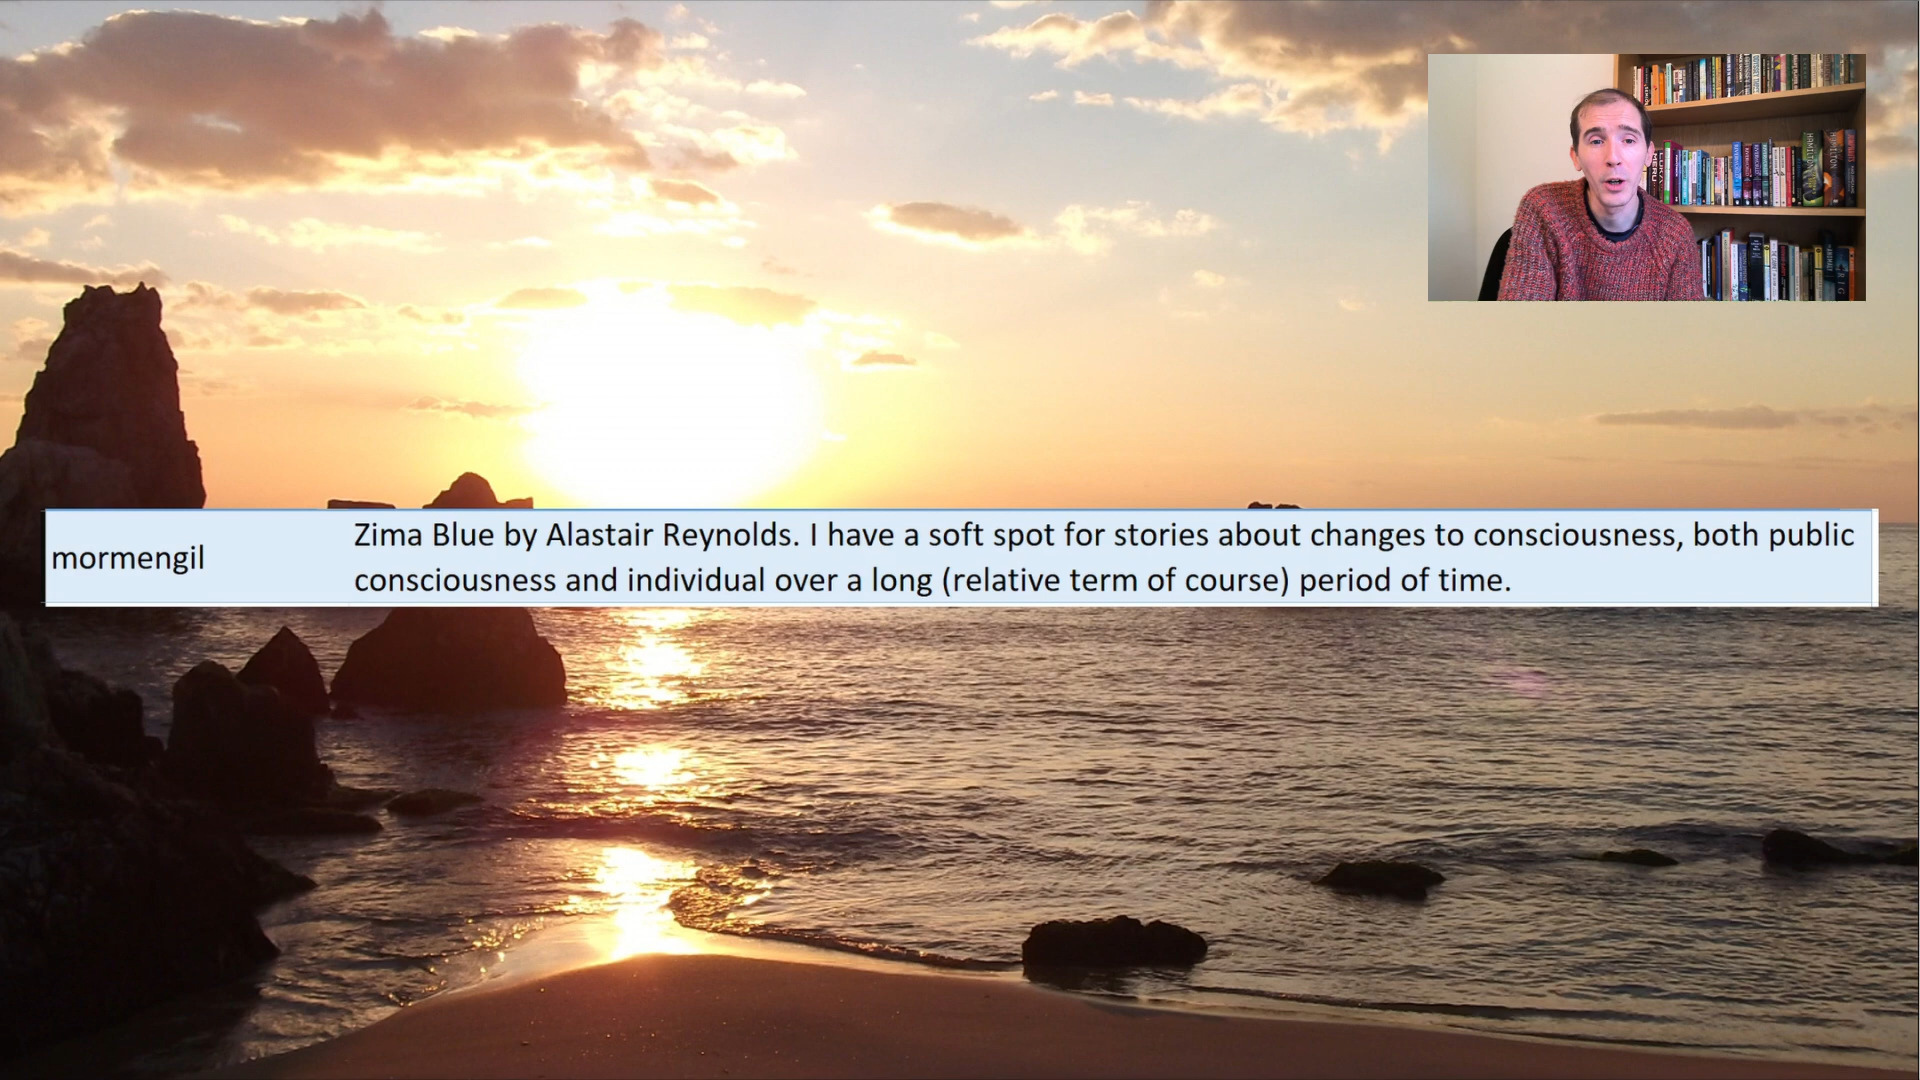 mormengil
Zima Blue by Alastair Reynolds. I have a soft spot for stories about changes to consciousness, both public
consciousness and individual over a long (relative term of course) period of time.
HAMILTON